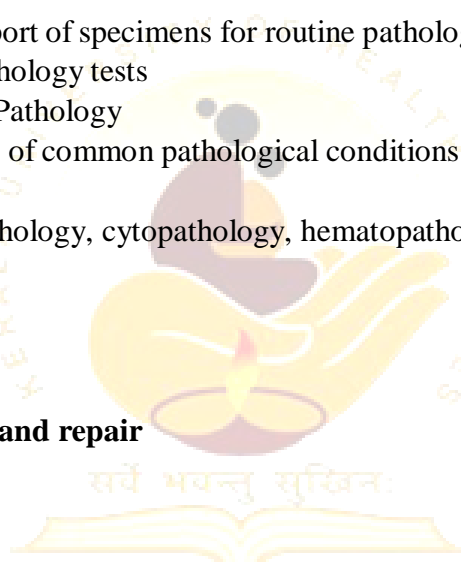 port of specimens for routine patholog
hology tests
Pathology
of common pathological conditions
hology, cytopathology, hematopatho
and repair
सर्वे भवन्तु सुखिनः